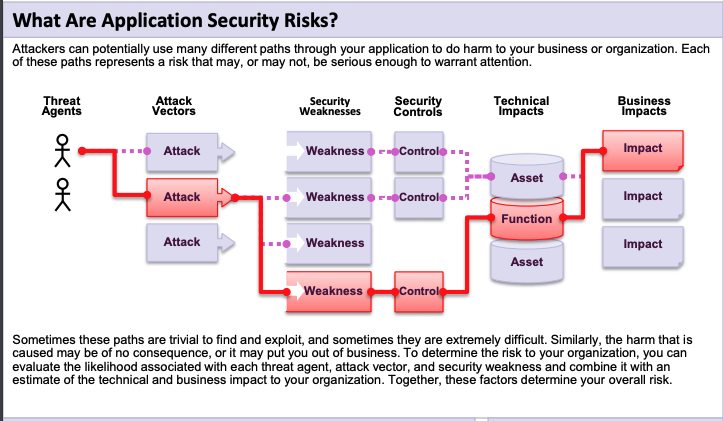 What Are Application Security Risks?
Attackers can potentially use many different paths through your application to do harm to your business or organization. Each
of these paths represents a risk that may, or may not, be serious enough to warrant attention.
Threat Agents
Attack Vectors
Security Weaknesses
Security Controls
Technical Impacts
Business Impacts
Attack
Weakness
Control
Asset
Impact
Attack
Weakness
Control
Function
Impact
Attack
Weakness
Asset
Impact
Weakness
Control
Sometimes these paths are trivial to find and exploit, and sometimes they are extremely difficult. Similarly, the harm that is
caused may be of no consequence, or it may put you out of business. To determine the risk to your organization, you can
evaluate the likelihood associated with each threat agent, attack vector, and security weakness and combine it with an
estimate of the technical and business impact to your organization. Together, these factors determine your overall risk.